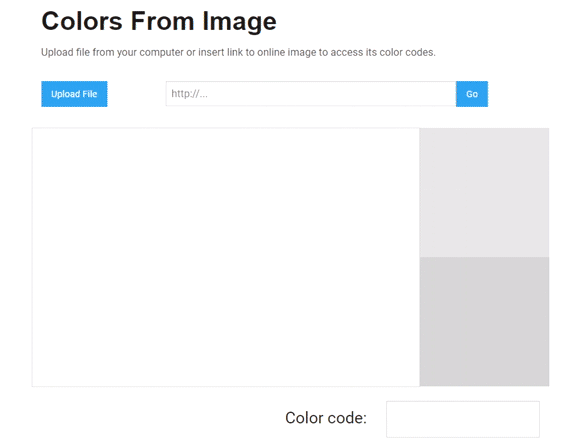 Colors From Image
Upload file from your computer or insert link to online image to access its color codes.
Upload File
http://...
Go
Color code: